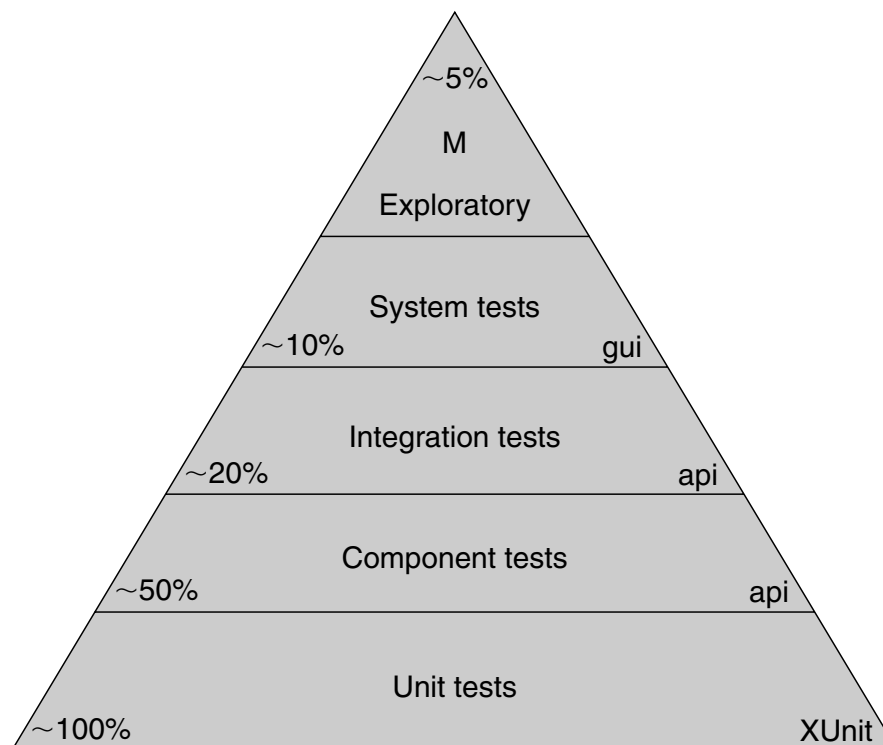 ∼5%
M
Exploratory
System tests
∼10% gui
Integration tests
∼20% api
Component tests
∼50% api
Unit tests
∼100% XUnit